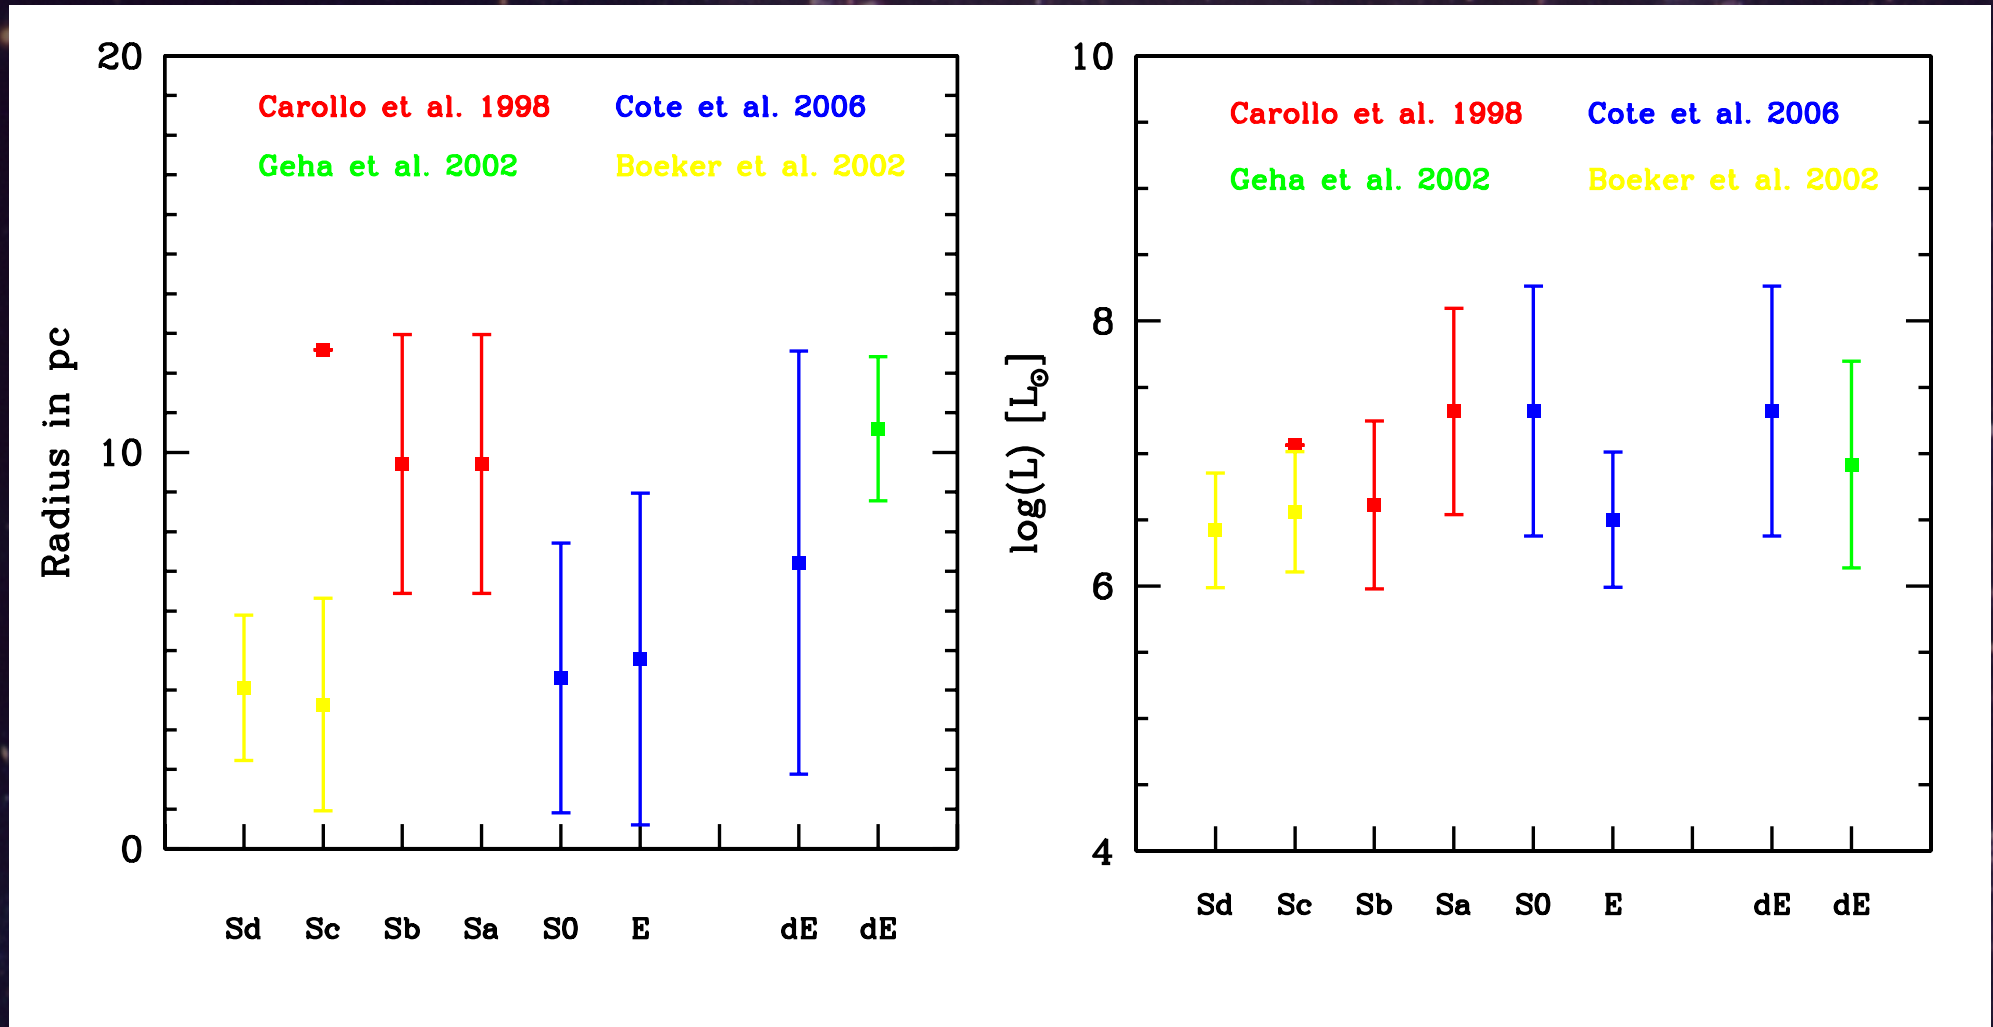 20
Carollo et al. 1998 Cote et al. 2006
Geha et al. 2002 Boeker et al. 2002
Radius in pc
10
0
Sd Sc Sb Sa S0 E dE dE
10
Carollo et al. 1998 Cote et al. 2006
Geha et al. 2002 Boeker et al. 2002
8
log(L) [L⊙]
6
4
Sd Sc Sb Sa S0 E dE dE